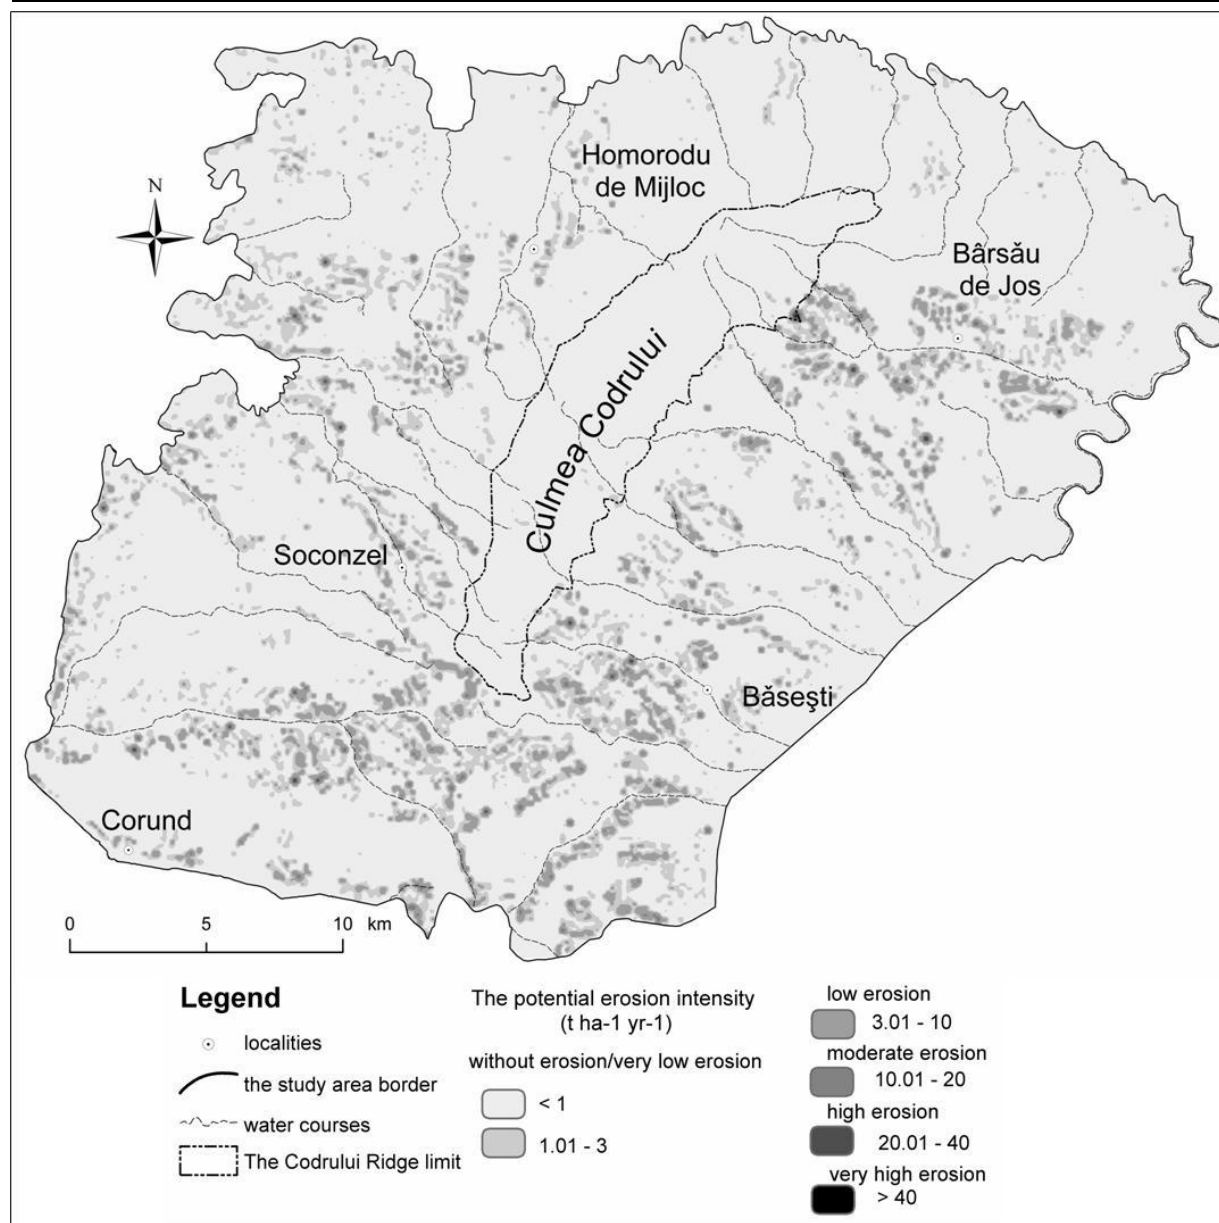 N
Homorodu
de Mijloc
Bârsău
de Jos
Culmea Codrului
Soconzel
Băseşti
Corund
0 5 10 km
Legend
localities
the study area border
water courses
The Codrului Ridge limit
The potential erosion intensity
(t ha-1 yr-1)
without erosion/very low erosion
< 1
1.01 - 3
low erosion
3.01 - 10
moderate erosion
10.01 - 20
high erosion
20.01 - 40
very high erosion
> 40